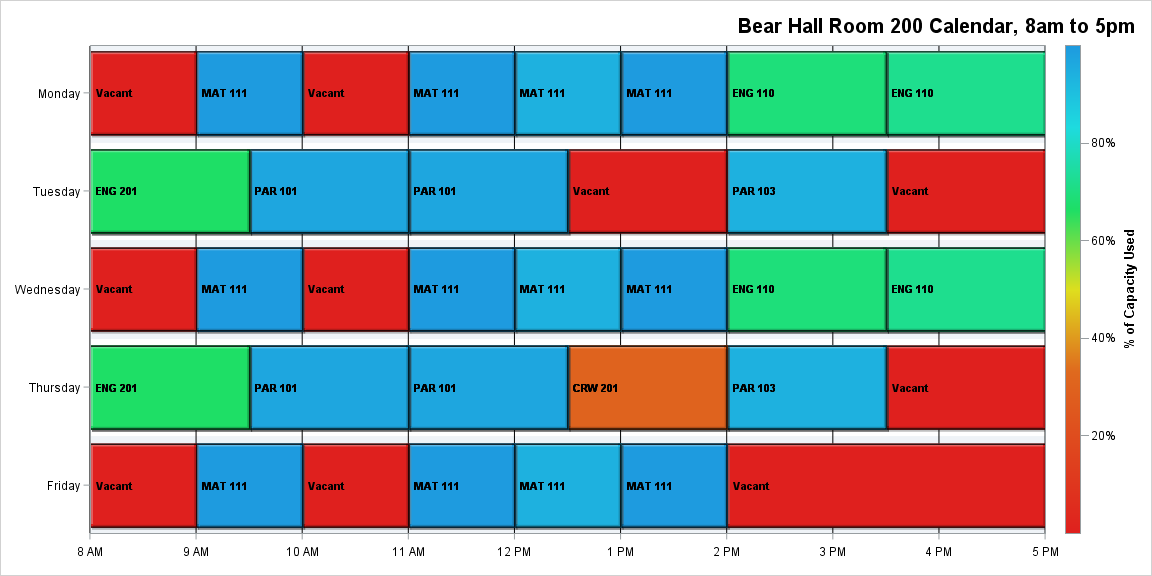 Bear Hall Room 200 Calendar, 8am to 5pm
Monday
Vacant
MAT 111
Vacant
MAT 111
MAT 111
MAT 111
ENG 110
ENG 110
Tuesday
ENG 201
PAR 101
PAR 101
Vacant
PAR 103
Vacant
Wednesday
Vacant
MAT 111
Vacant
MAT 111
MAT 111
MAT 111
ENG 110
ENG 110
Thursday
ENG 201
PAR 101
PAR 101
CRW 201
PAR 103
Vacant
Friday
Vacant
MAT 111
Vacant
MAT 111
MAT 111
MAT 111
Vacant
8 AM
9 AM
10 AM
11 AM
12 PM
1 PM
2 PM
3 PM
4 PM
5 PM
80%
60%
40%
20%
% of Capacity Used